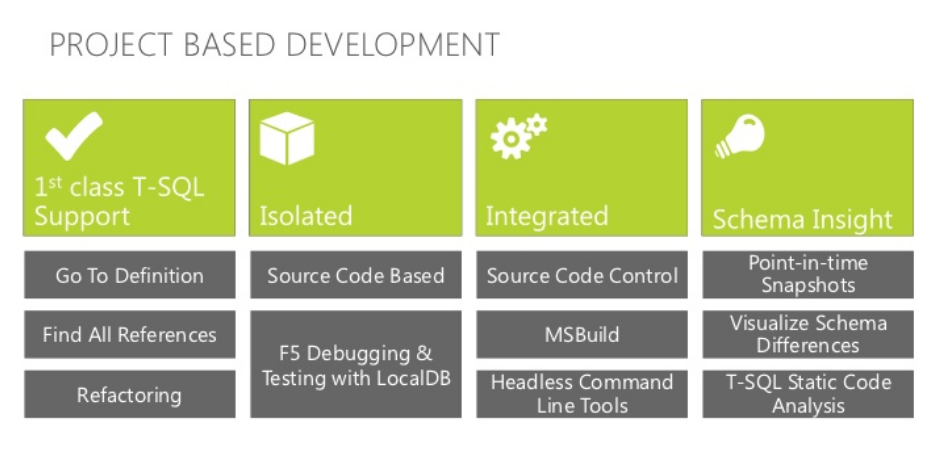 PROJECT BASED DEVELOPMENT
1st class T-SQL
Support
Isolated
Integrated
Schema Insight
Go To Definition
Source Code Based
Source Code Control
Point-in-time
Snapshots
Find All References
F5 Debugging &
Testing with LocalDB
MSBuild
Visualize Schema
Differences
Refactoring
Headless Command
Line Tools
T-SQL Static Code
Analysis